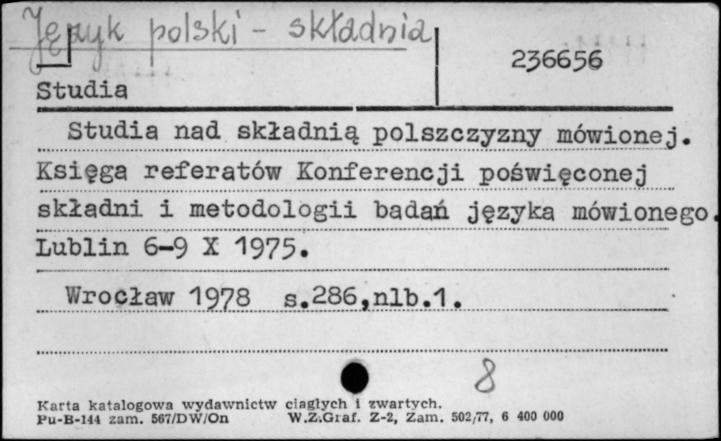 Język polski - składnia
236656
Studia
Studia nad składnią polszczyzny mówionej.
Księga referatów Konferencji poświęconej
składni i metodologii badań języka mówionego.
Lublin 6-9 X 1975.
Wrocław 1978 s.286,nlb.1.
8
Karta katalogowa wydawnictw ciągłych i zwartych.
Pu-B-144 zam. 567/DW/On W.Z.Graf. Z-2, Zam. 502/77, 6 400 000